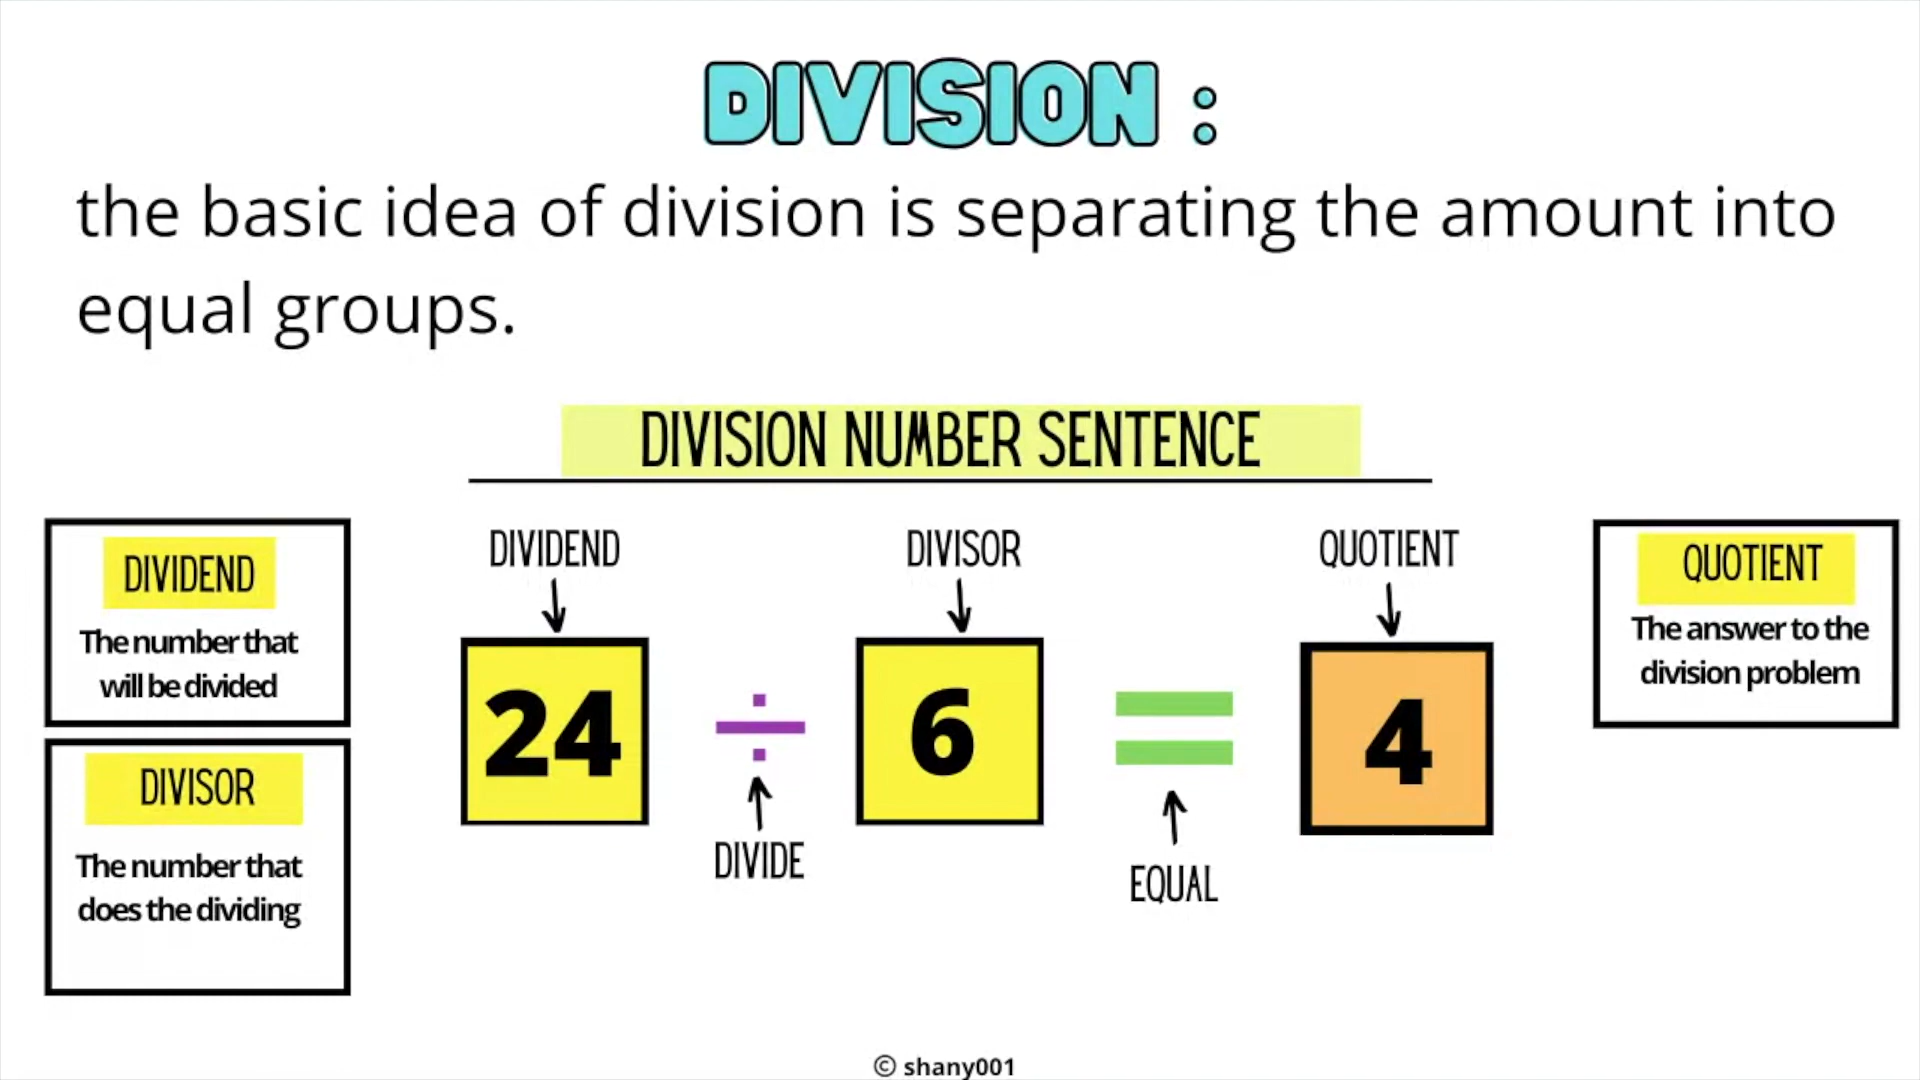 DIVISION :
the basic idea of division is separating the amount into
equal groups.
DIVISION NUMBER SENTENCE
DIVIDEND
The number that
will be divided
DIVISOR
The number that
does the dividing
DIVIDEND DIVISOR QUOTIENT
24 ÷ 6 = 4
DIVIDE
EQUAL
QUOTIENT
The answer to the
division problem
© shany001